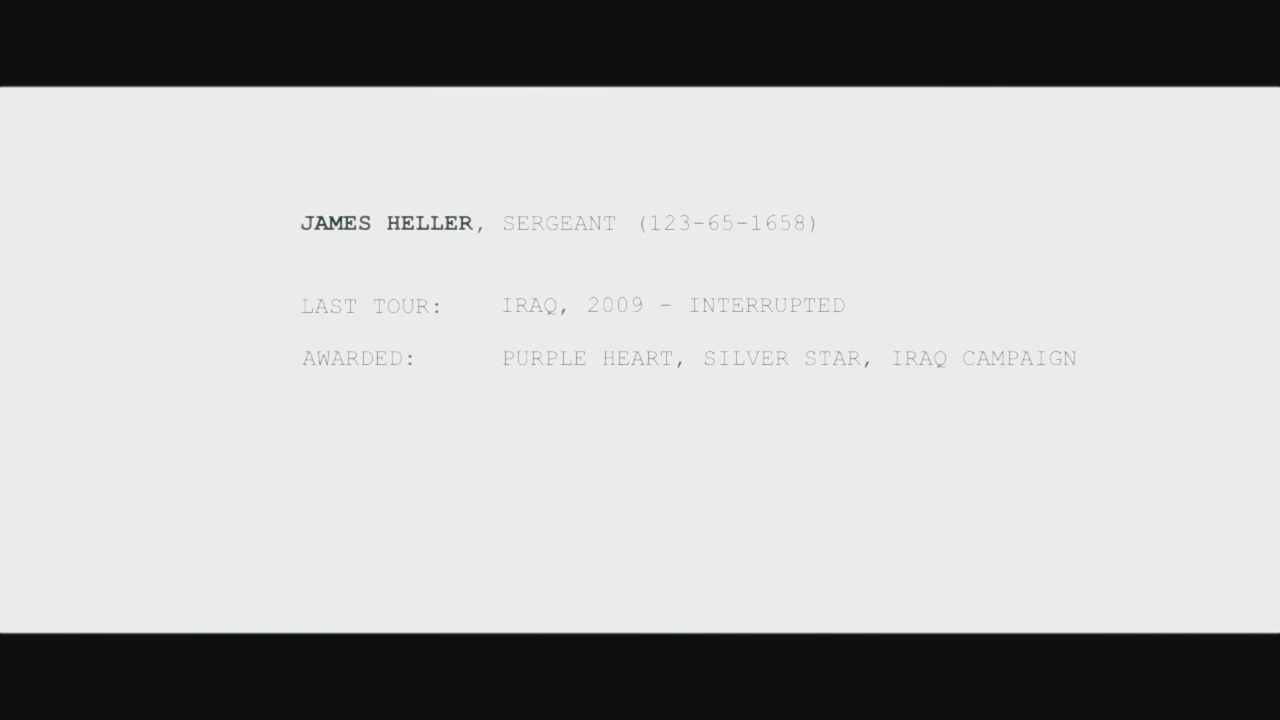 JAMES HELLER, SERGEANT (123-65-1658)
LAST TOUR: IRAQ, 2009 - INTERRUPTED
AWARDED: PURPLE HEART, SILVER STAR, IRAQ CAMPAIGN